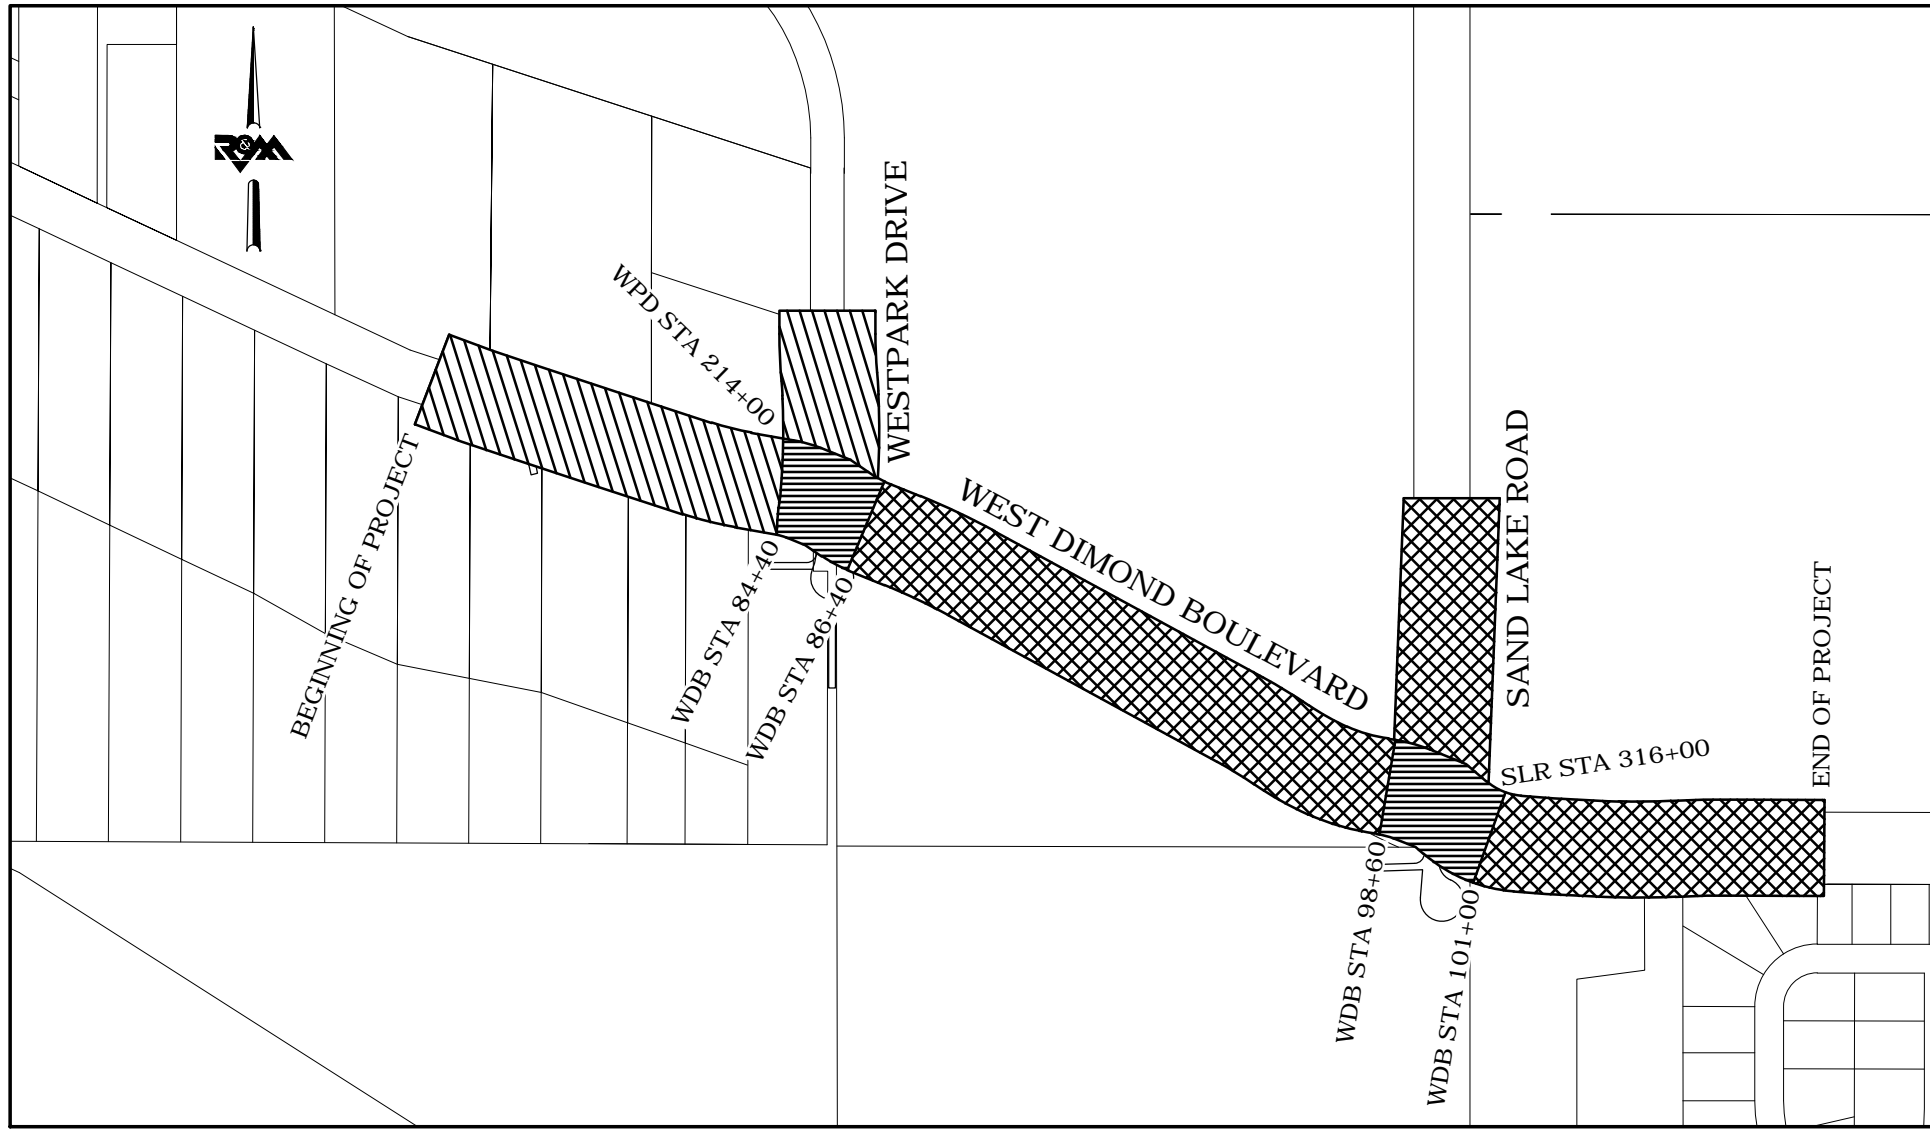 R&M
WESTPARK DRIVE
WPD STA 214+00
BEGINNING OF PROJECT
WDB STA 84+40
WDB STA 86+40
WEST DIMOND BOULEVARD
SAND LAKE ROAD
SLR STA 316+00
END OF PROJECT
WDB STA 98+60
WDB STA 101+00